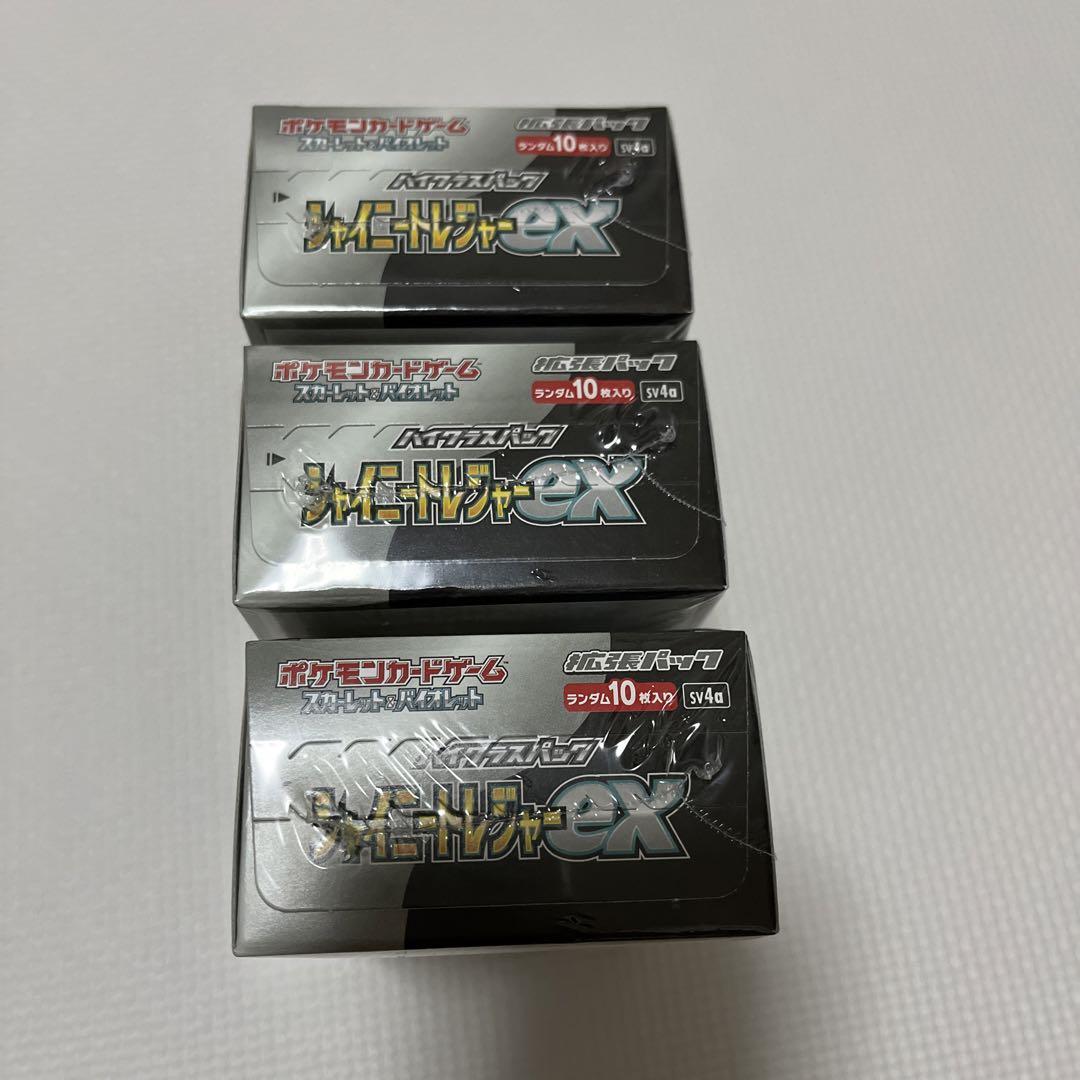 ポケモンカードゲーム
スカーレット&バイオレット
拡張パック
ランダム10枚入り sv4a
ハイクラスパック
シャイニートレジャーex
ポケモンカードゲーム
スカーレット&バイオレット
拡張パック
ランダム10枚入り sv4a
ハイクラスパック
シャイニートレジャーex
ポケモンカードゲーム
スカーレット&バイオレット
拡張パック
ランダム10枚入り sv4a
ハイクラスパック
シャイニートレジャーex